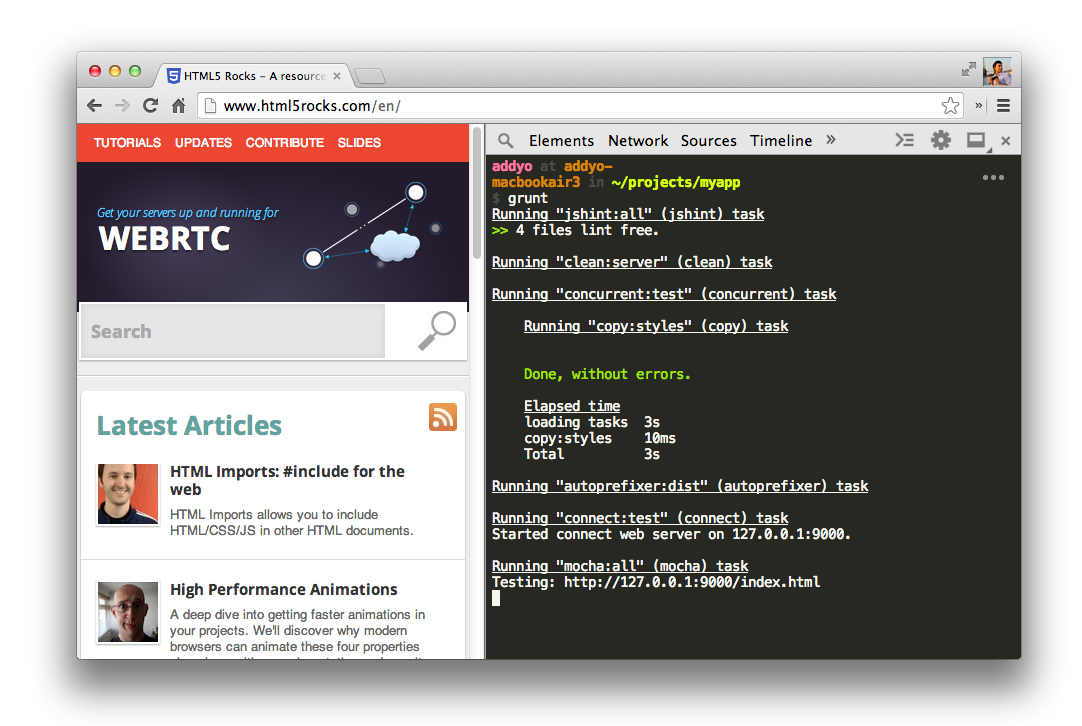 HTML5 Rocks – A resource
www.html5rocks.com/en/
»
TUTORIALS UPDATES CONTRIBUTE SLIDES
Get your servers up and running for
WEBRTC
Search
Latest Articles
HTML Imports: #include for the
web
HTML Imports allows you to include
HTML/CSS/JS in other HTML documents.
High Performance Animations
A deep dive into getting faster animations in
your projects. We'll discover why modern
browsers can animate these four properties
Elements Network Sources Timeline »
addyo at addyo-
macbookair3 in ~/projects/myapp
$ grunt
Running "jshint:all" (jshint) task
>> 4 files lint free.
Running "clean:server" (clean) task
Running "concurrent:test" (concurrent) task
Running "copy:styles" (copy) task
Done, without errors.
Elapsed time
loading tasks 3s
copy:styles 10ms
Total 3s
Running "autoprefixer:dist" (autoprefixer) task
Running "connect:test" (connect) task
Started connect web server on 127.0.0.1:9000.
Running "mocha:all" (mocha) task
Testing: http://127.0.0.1:9000/index.html